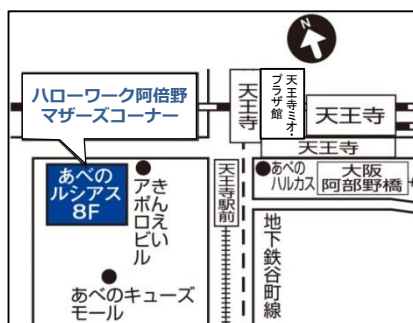 N
ハローワーク阿倍野
マザーズコーナー
天王寺
天王寺ミオ・
プラザ館
天王寺
天王寺
あべの
ルシアス
8F
きんえい
アポロビル
天王寺駅前
あべの
ハルカス
大阪
阿部野橋
あべのキューズ
モール
地下鉄谷町線